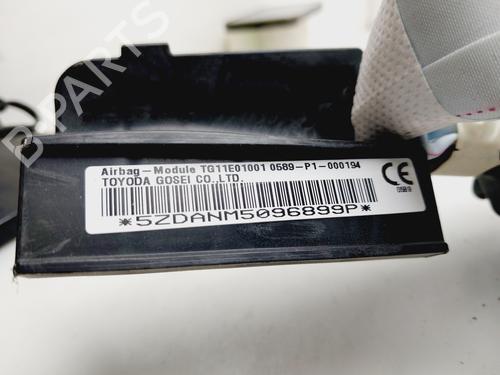 B-PARTS
Airbag-Module TG11E01001 0589-P1-000194
TOYODA GOSEI CO.,LTD.
CE
*5ZDANM5096899P*